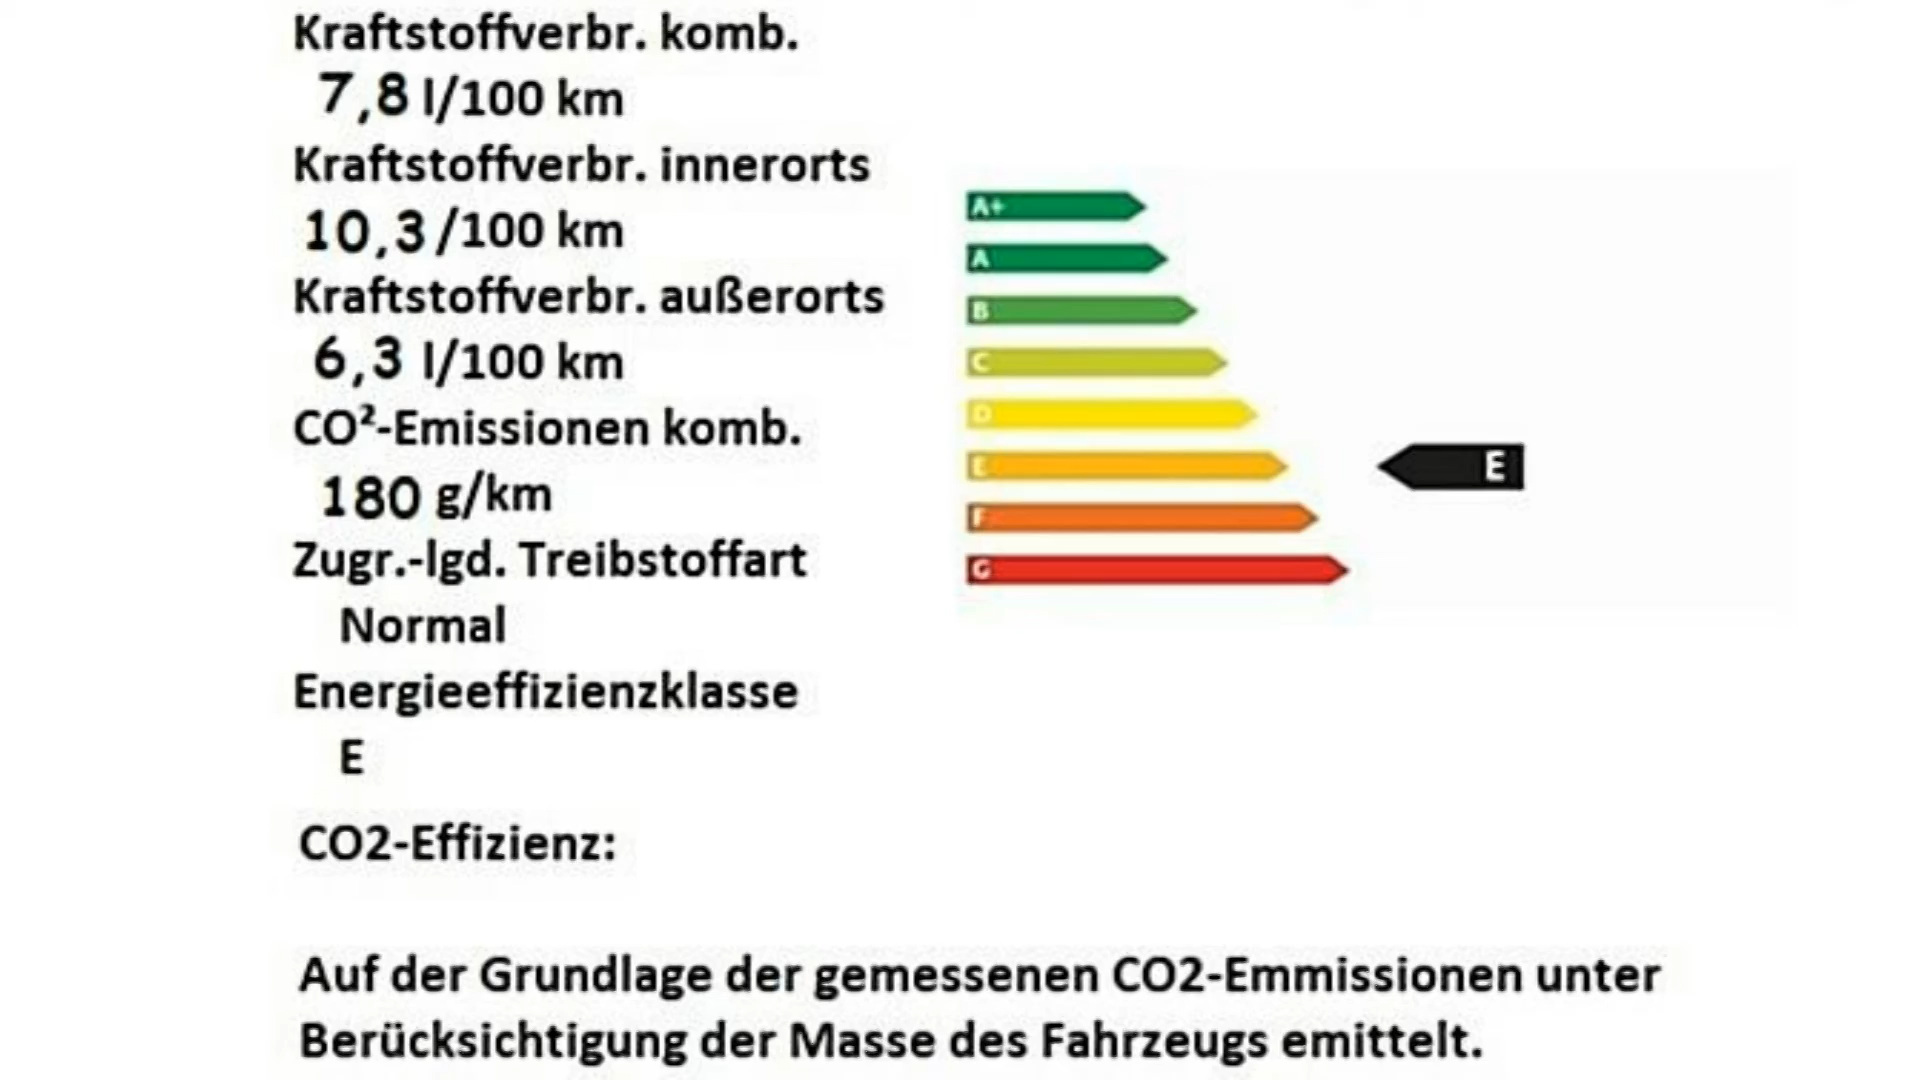 Kraftstoffverbr. komb.
7,8 l/100 km
Kraftstoffverbr. innerorts
10,3 /100 km
Kraftstoffverbr. außerorts
6,3 l/100 km
CO²-Emissionen komb.
180 g/km
Zugr.-lgd. Treibstoffart
Normal
Energieeffizienzklasse
E
A+
A
B
C
D
E
E
F
G
CO2-Effizienz:
Auf der Grundlage der gemessenen CO2-Emmissionen unter
Berücksichtigung der Masse des Fahrzeugs emittelt.